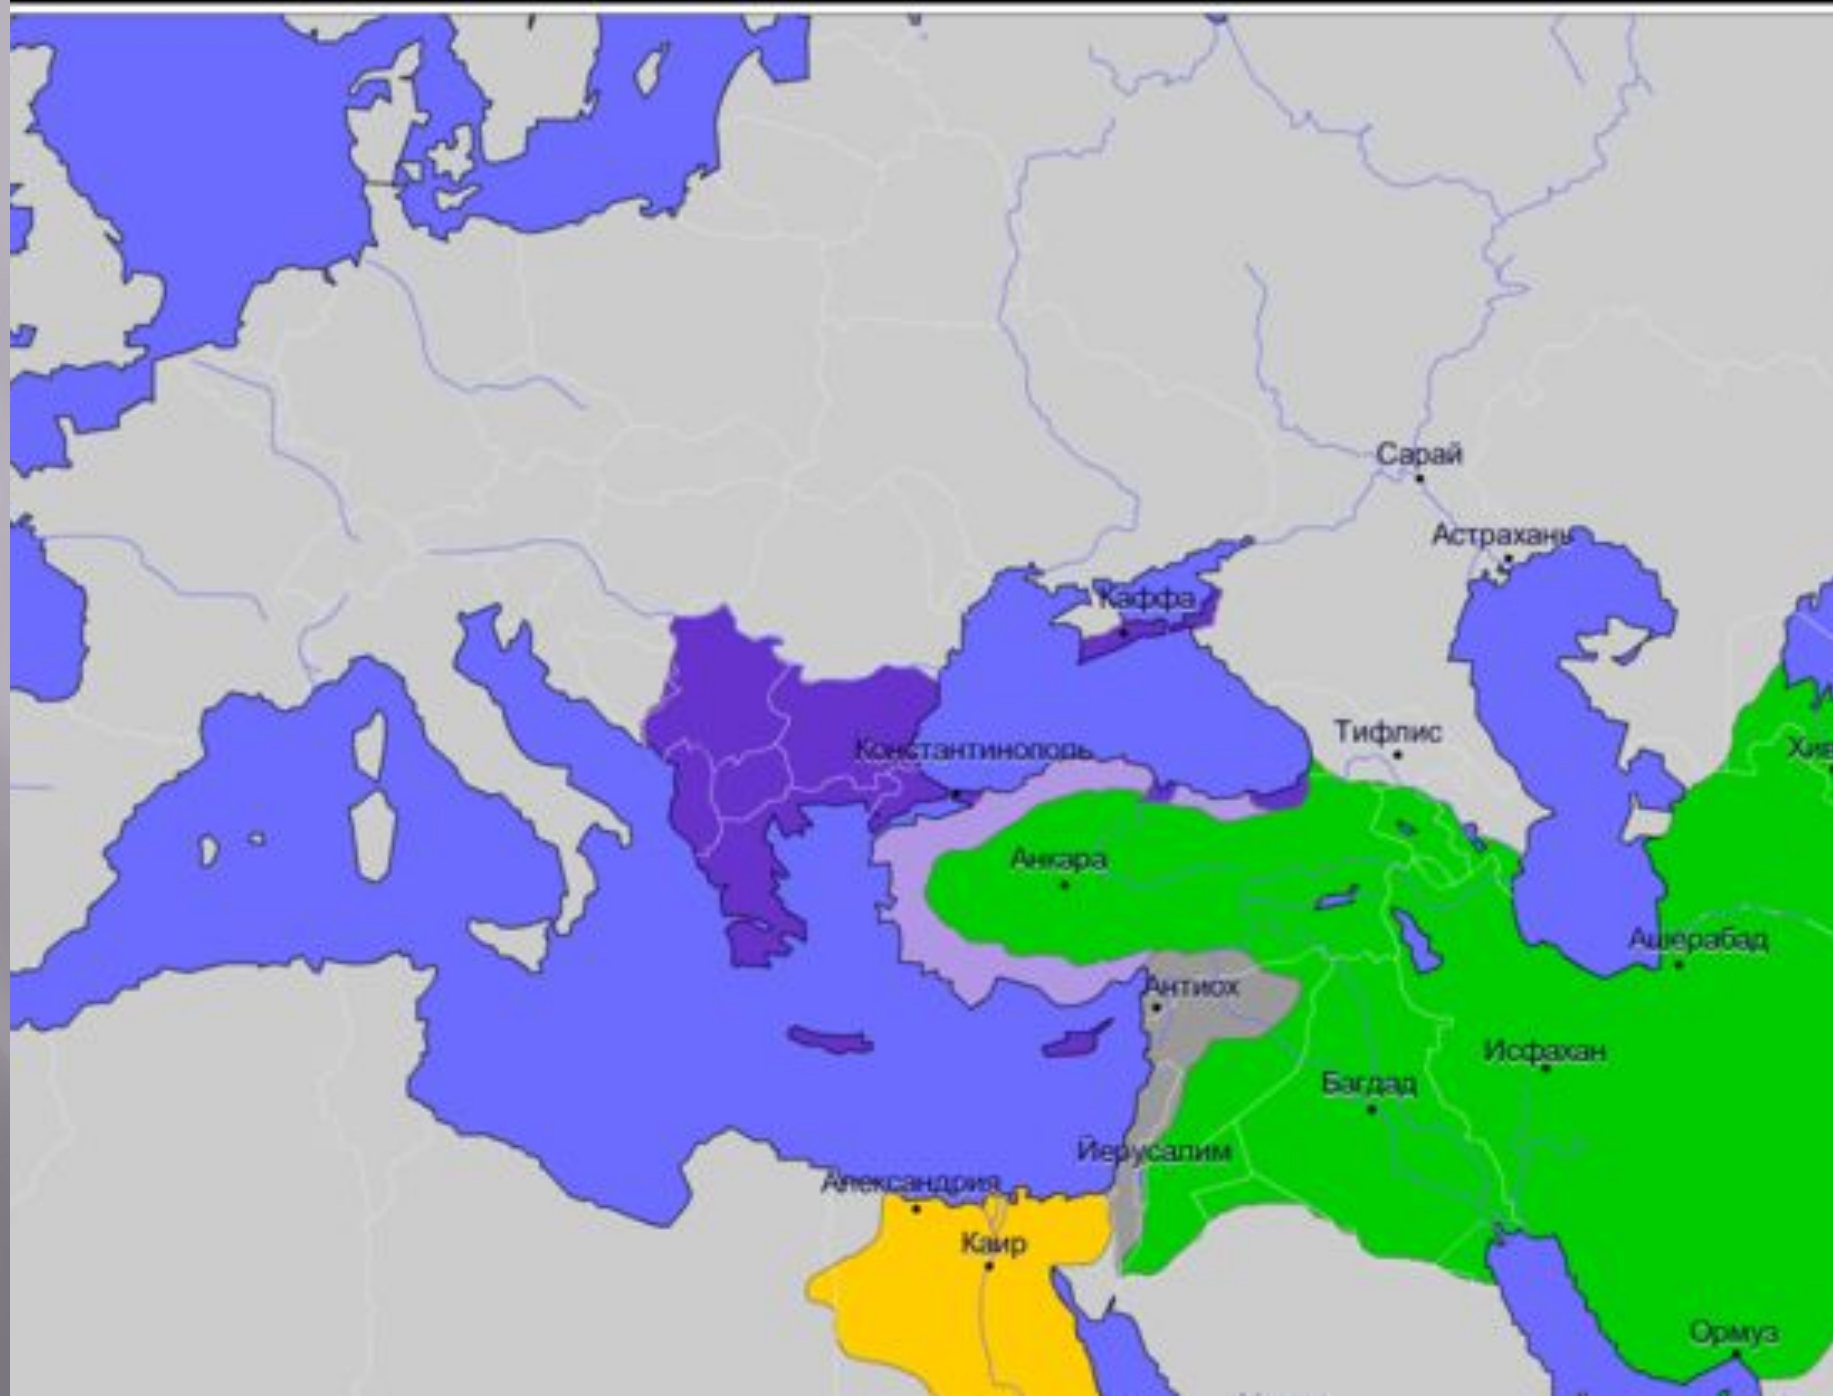 Сарай
Астрахань
Каффа
Тифлис
Константинополь
Анкара
Ашерабад
Антиох
Исфахан
Багдад
Йерусалим
Александрия
Каир
Ормуз